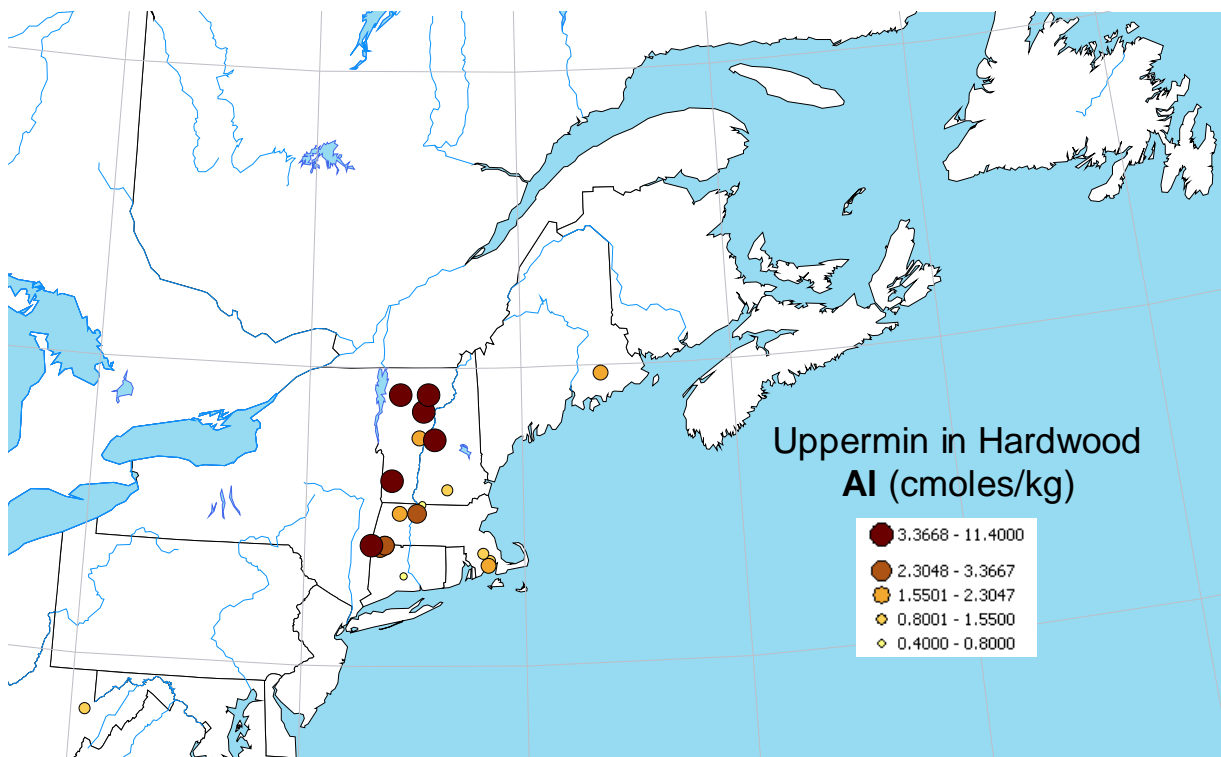 Uppermin in Hardwood
Al (cmoles/kg)
3.3668 - 11.4000
2.3048 - 3.3667
1.5501 - 2.3047
0.8001 - 1.5500
0.4000 - 0.8000